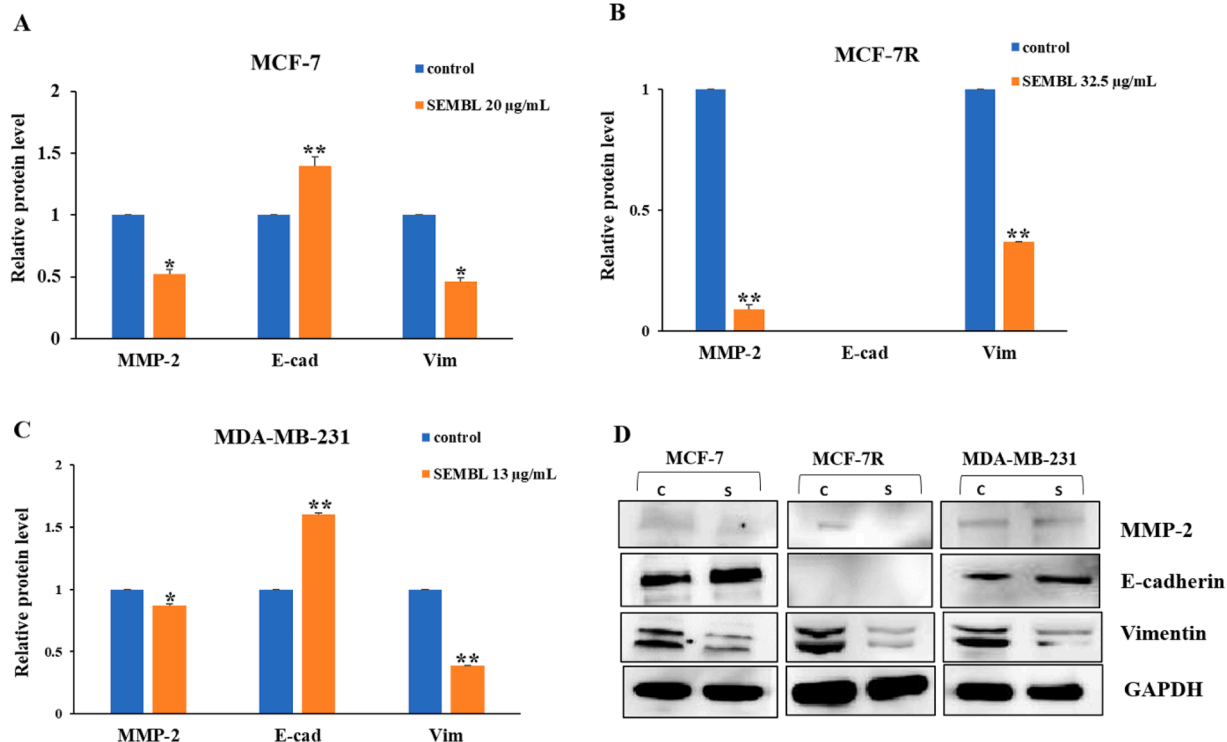 A
MCF-7
control
SEMBL 20 µg/mL
Relative protein level
2
1.5
1
0.5
0
**
*
*
MMP-2 E-cad Vim
B
MCF-7R
control
SEMBL 32.5 µg/mL
Relative protein level
1
0.5
0
**
**
MMP-2 E-cad Vim
C
MDA-MB-231
control
SEMBL 13 µg/mL
Relative protein level
2
1.5
1
0.5
0
**
*
**
MMP-2 E-cad Vim
D
MCF-7 MCF-7R MDA-MB-231
C S C S C S
MMP-2
E-cadherin
Vimentin
GAPDH